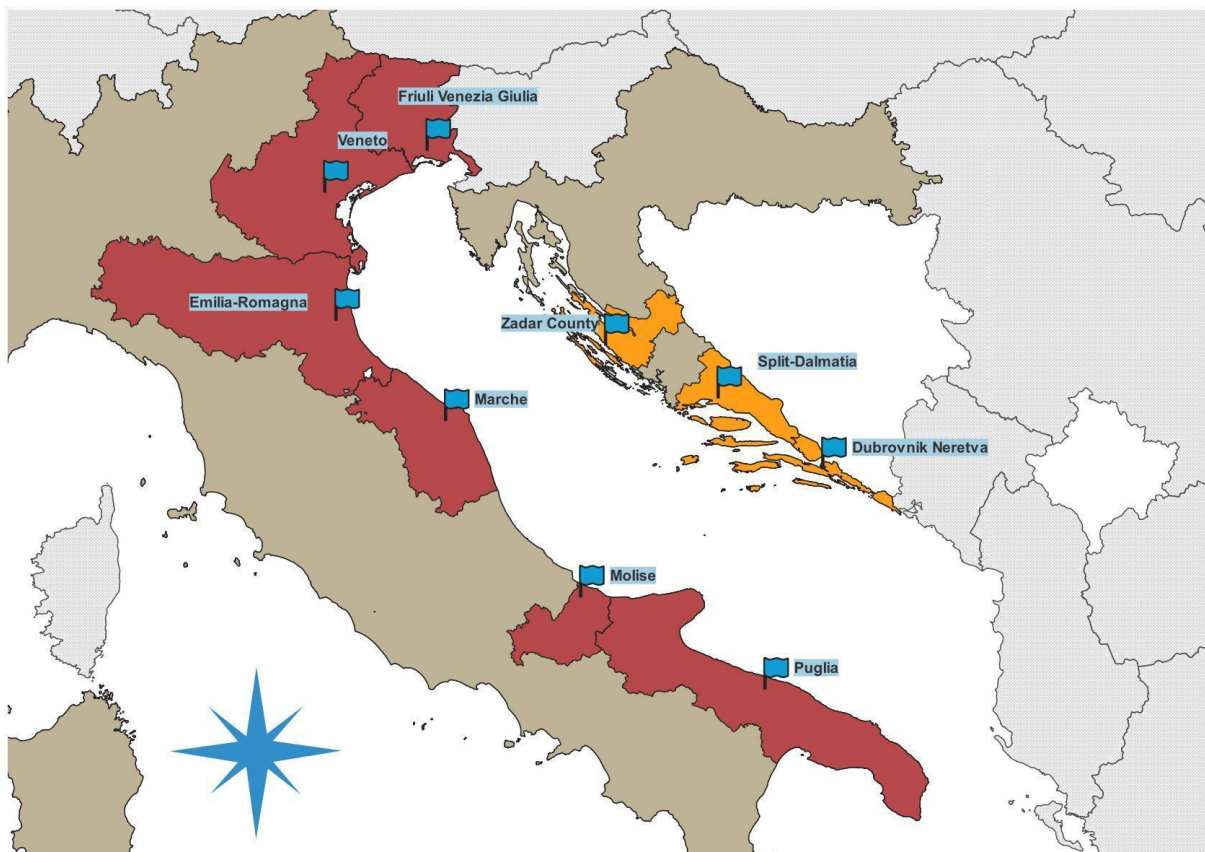 Friuli Venezia Giulia
Veneto
Emilia-Romagna
Zadar County
Split-Dalmatia
Marche
Dubrovnik Neretva
Molise
Puglia